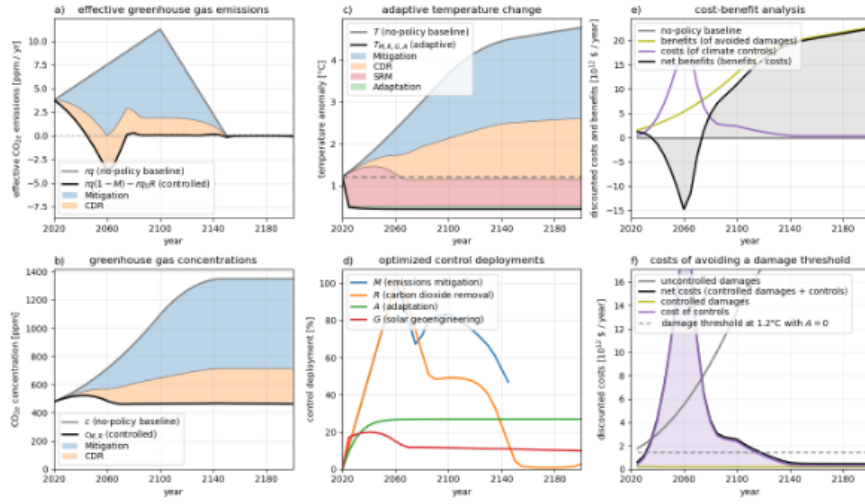 a) effective greenhouse gas emissions
effective CO₂ₑ emissions [ppm / yr]
10.0
7.5
5.0
2.5
0.0
−2.5
−5.0
−7.5
rq (no-policy baseline)
rq(1 − M) − rq₀R (controlled)
Mitigation
CDR
2020 2060 2100 2140 2180
year
c) adaptive temperature change
temperature anomaly [°C]
4
3
2
1
T (no-policy baseline)
T_{M,R,G,A} (adaptive)
Mitigation
CDR
SRM
Adaptation
2020 2060 2100 2140 2180
year
e) cost-benefit analysis
discounted costs and benefits [10¹² $ / year]
20
15
10
5
0
−5
−10
−15
no-policy baseline
benefits (of avoided damages)
costs (of climate controls)
net benefits (benefits - costs)
2020 2060 2100 2140 2180
year
b) greenhouse gas concentrations
CO₂ₑ concentration [ppm]
1400
1200
1000
800
600
400
200
0
c (no-policy baseline)
c_{M,R} (controlled)
Mitigation
CDR
2020 2060 2100 2140 2180
year
d) optimized control deployments
control deployment [%]
100
80
60
40
20
0
M (emissions mitigation)
R (carbon dioxide removal)
A (adaptation)
G (solar geoengineering)
2020 2060 2100 2140 2180
year
f) costs of avoiding a damage threshold
discounted costs [10¹² $ / year]
16
14
12
10
8
6
4
2
0
uncontrolled damages
net costs (controlled damages + controls)
controlled damages
cost of controls
damage threshold at 1.2°C with A = 0
2020 2060 2100 2140 2180
year